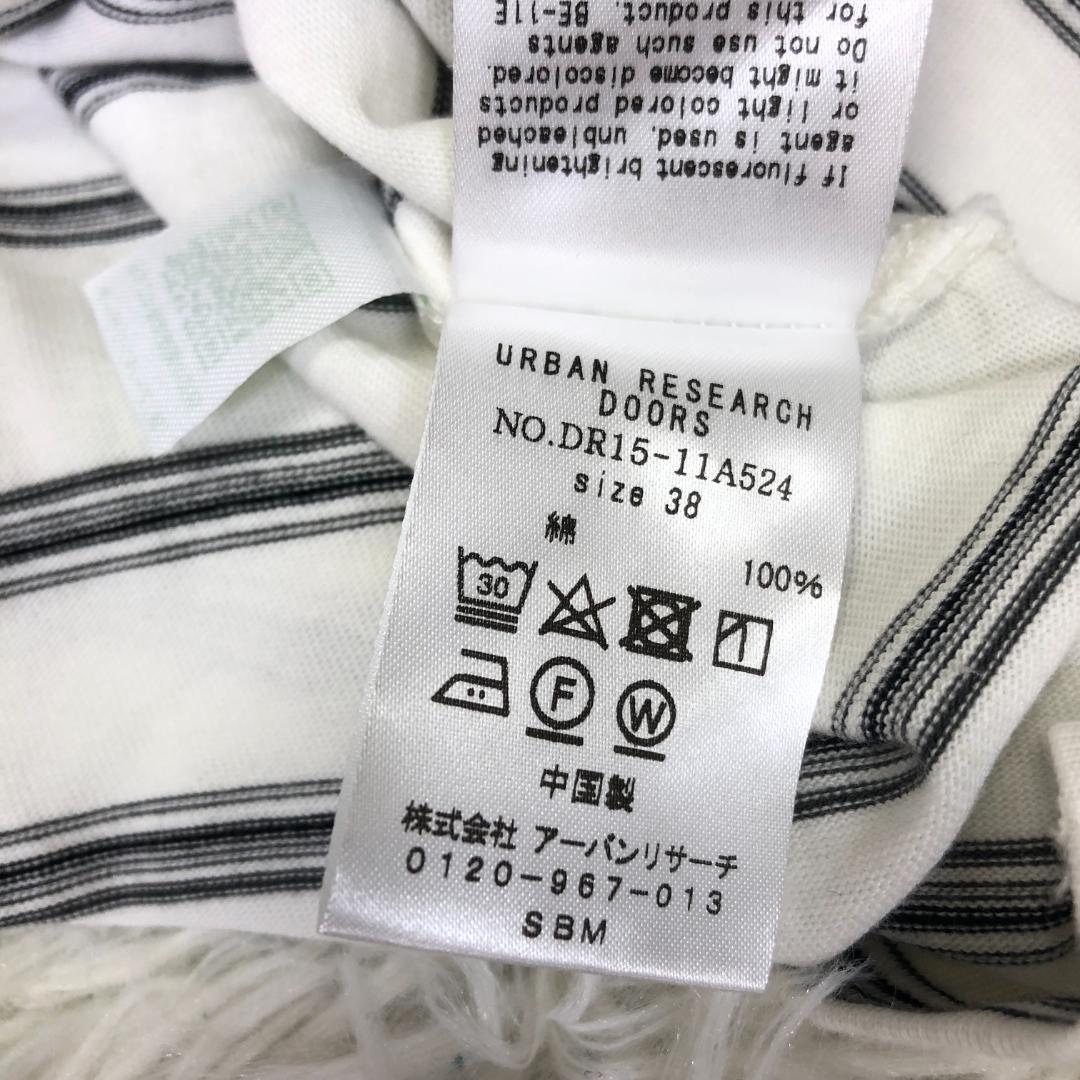 If fluorescent brightening
agent is used, unbleached
or light colored products
it might become discolored.
Do not use such agents
for this product. BE-11E
URBAN RESEARCH
DOORS
NO.DR15-11A524
size 38
綿
100%
30
F
W
中国製
株式会社 アーバンリサーチ
0120-967-013
SBM